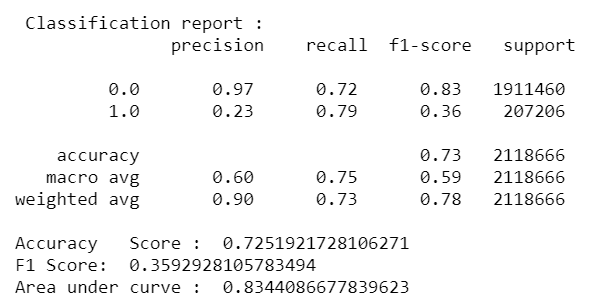 Classification report :
precision recall f1-score support
0.0 0.97 0.72 0.83 1911460
1.0 0.23 0.79 0.36 207206
accuracy 0.73 2118666
macro avg 0.60 0.75 0.59 2118666
weighted avg 0.90 0.73 0.78 2118666
Accuracy Score : 0.7251921728106271
F1 Score: 0.3592928105783494
Area under curve : 0.8344086677839623